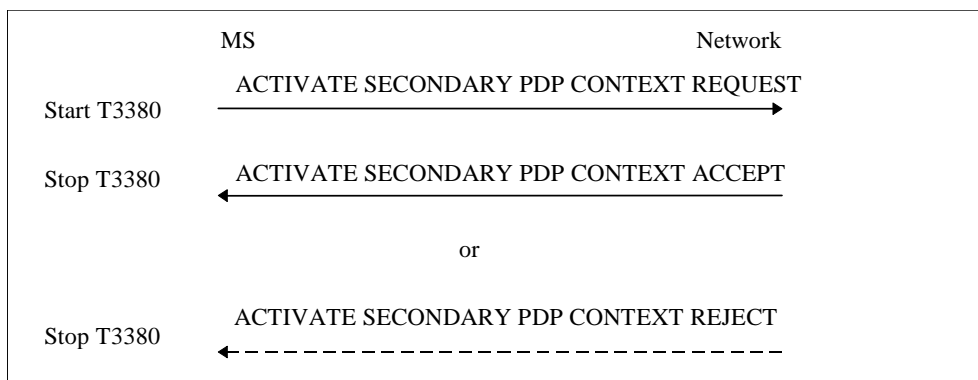 MS Network
ACTIVATE SECONDARY PDP CONTEXT REQUEST
Start T3380
ACTIVATE SECONDARY PDP CONTEXT ACCEPT
Stop T3380
or
ACTIVATE SECONDARY PDP CONTEXT REJECT
Stop T3380